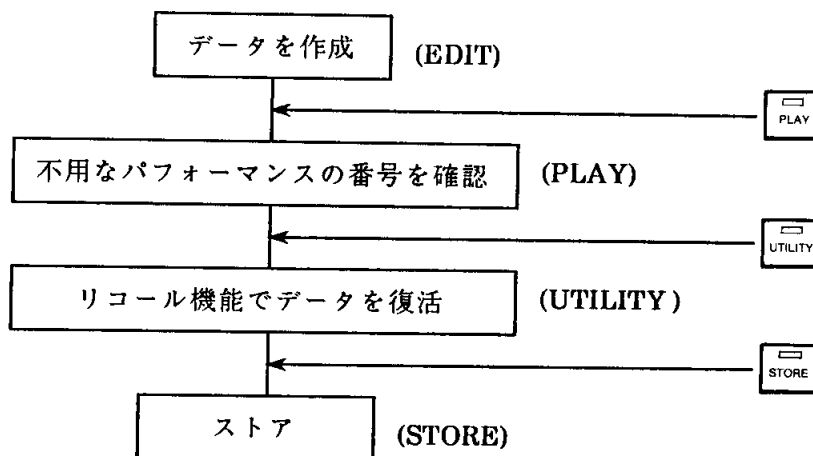 データを作成 (EDIT)
PLAY
不用なパフォーマンスの番号を確認 (PLAY)
UTILITY
リコール機能でデータを復活 (UTILITY)
STORE
ストア (STORE)